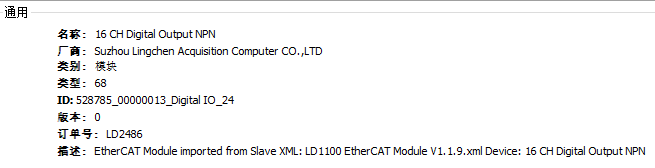 通用
名称： 16 CH Digital Output NPN
厂商： Suzhou Lingchen Acquisition Computer CO.,LTD
类别： 模块
类型： 68
ID: 528785_00000013_Digital IO_24
版本： 0
订单号： LD2486
描述： EtherCAT Module imported from Slave XML: LD1100 EtherCAT Module V1.1.9.xml Device: 16 CH Digital Output NPN